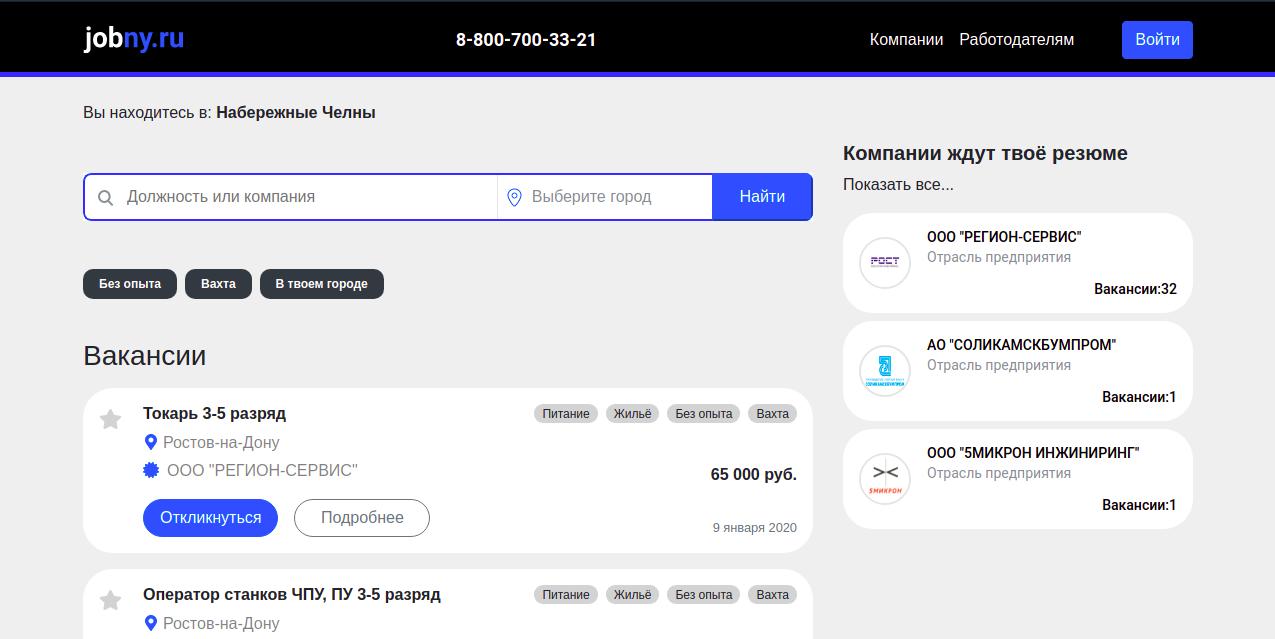 jobny.ru
8-800-700-33-21
Компании Работодателям
Войти
Вы находитесь в: Набережные Челны
Должность или компания
Выберите город
Найти
Без опыта
Вахта
В твоем городе
Вакансии
Токарь 3-5 разряд
Питание Жильё Без опыта Вахта
Ростов-на-Дону
ООО "РЕГИОН-СЕРВИС"
65 000 руб.
Откликнуться
Подробнее
9 января 2020
Оператор станков ЧПУ, ПУ 3-5 разряд
Питание Жильё Без опыта Вахта
Ростов-на-Дону
Компании ждут твоё резюме
Показать все...
РОСТ
ООО "РЕГИОН-СЕРВИС"
Отрасль предприятия
Вакансии:32
СОЛИКАМСКБУМПРОМ
АО "СОЛИКАМСКБУМПРОМ"
Отрасль предприятия
Вакансии:1
5МИКРОН
ООО "5МИКРОН ИНЖИНИРИНГ"
Отрасль предприятия
Вакансии:1